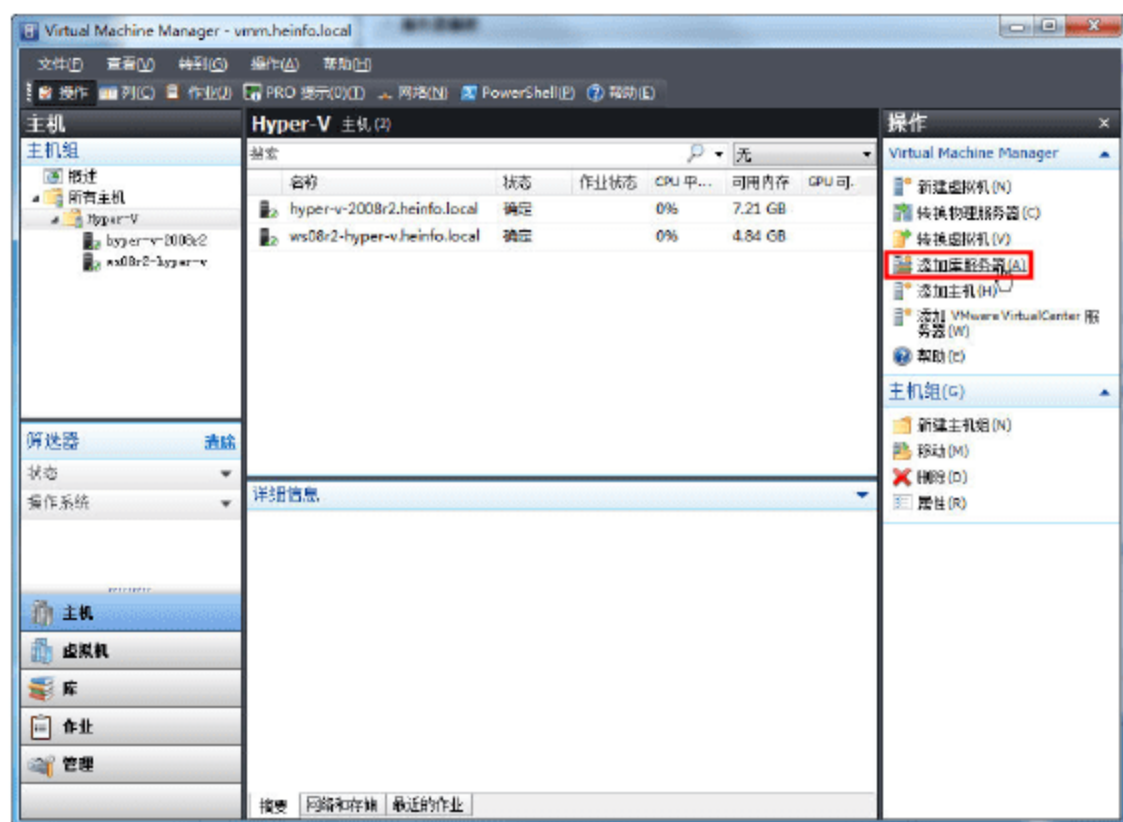 Virtual Machine Manager - vmm.heinfo.local
文件(F) 查看(V) 转到(G) 操作(A) 帮助(H)
操作 列(C) 作业(J) PRO 提示(0)(T) 网络(N) PowerShell(P) 帮助(E)
主机
主机组
概述
所有主机
Hyper-V
hyper-v-2008r2
ws08r2-hyper-v
筛选器 清除
状态
操作系统
主机
虚拟机
库
作业
管理
Hyper-V 主机 (2)
搜索 无
名称 状态 作业状态 CPU 平... 可用内存 CPU 可.
hyper-v-2008r2.heinfo.local 确定 0% 7.21 GB
ws08r2-hyper-v.heinfo.local 确定 0% 4.84 GB
详细信息
摘要 网络和存储 最近的作业
操作
Virtual Machine Manager
新建虚拟机(N)
转换物理服务器(C)
转换虚拟机(V)
添加库服务器(A)
添加主机(H)
添加 VMware VirtualCenter 服
务器(W)
帮助(E)
主机组(G)
新建主机组(N)
移动(M)
删除(D)
属性(R)